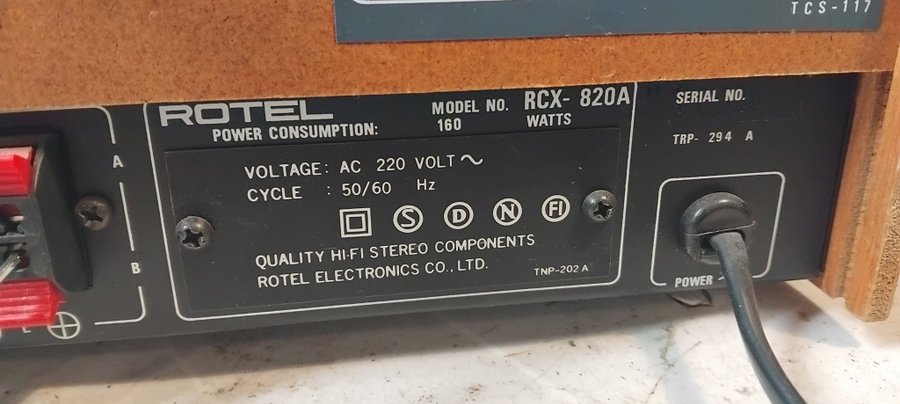 TCS-117
ROTEL
MODEL NO. RCX- 820A
POWER CONSUMPTION: 160 WATTS
SERIAL NO.
TRP- 294 A
VOLTAGE: AC 220 VOLT~
CYCLE : 50/60 Hz
S D N FI
QUALITY HI-FI STEREO COMPONENTS
ROTEL ELECTRONICS CO., LTD.
TNP-202 A
A
B
POWER